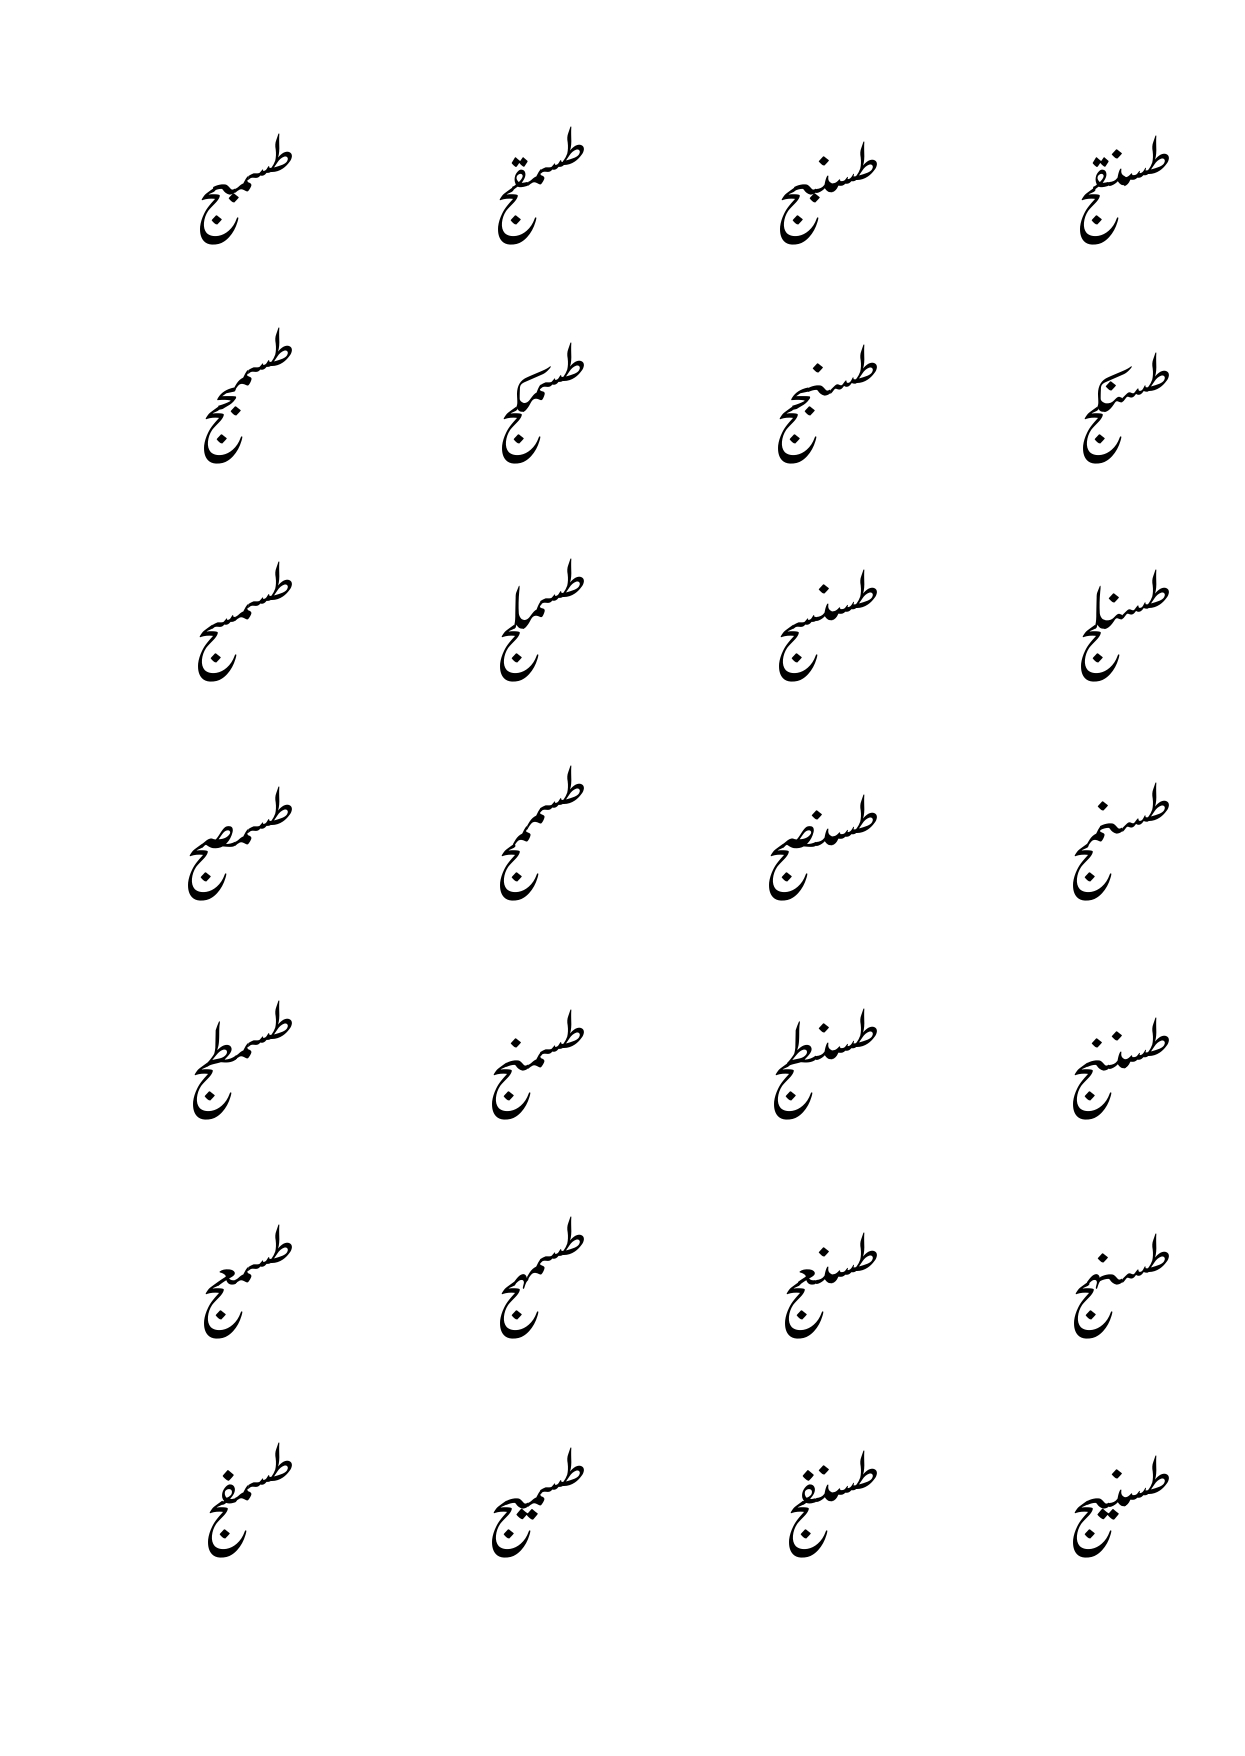 طسنقج طسنبج طسمقج طسمبج
طسنكج طسنجج طسمكج طسمجج
طسنلج طسنسج طسملج طسمسج
طسنمج طسنصج طسممج طسمصج
طسننج طسنطج طسمنج طسمطج
طسنهج طسنعج طسمهج طسمعج
طسنيج طسنفج طسميج طسمفج